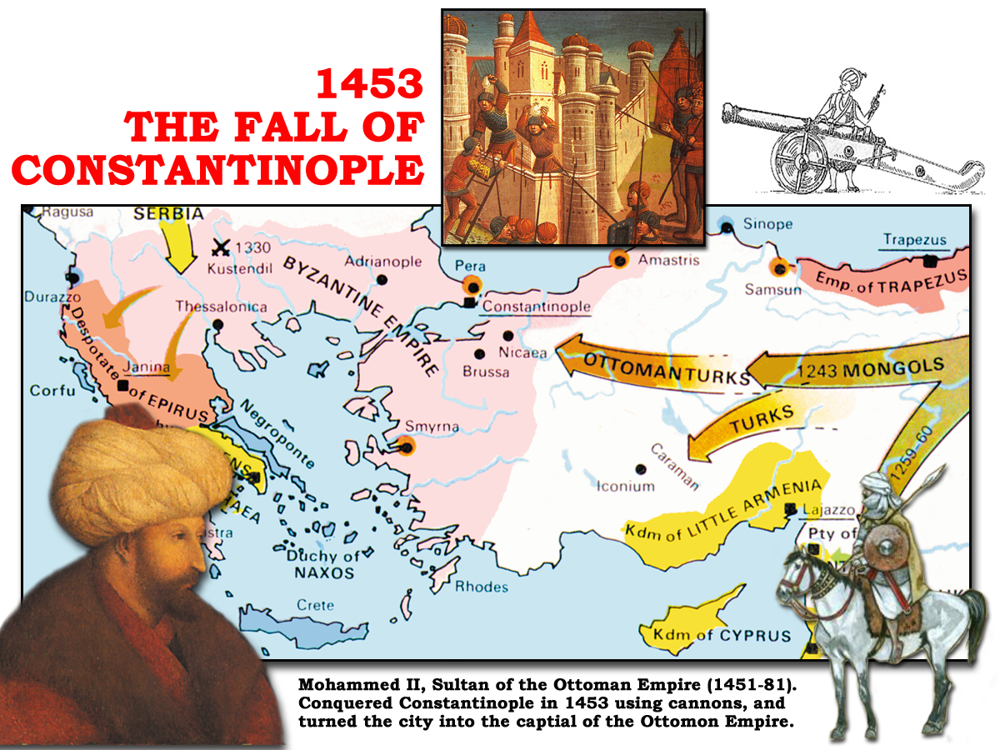 1453
THE FALL OF
CONSTANTINOPLE
Ragusa
SERBIA
1330
Kustendil
BYZANTINE EMPIRE
Adrianople
Pera
Constantinople
Amastris
Sinope
Samsun
Trapezus
Emp. of TRAPEZUS
Durazzo
Thessalonica
Despotate of EPIRUS
Janina
Corfu
Nicaea
Brussa
OTTOMAN TURKS
1243 MONGOLS
TURKS
1259-60
Negroponte
Smyrna
Caraman
Iconium
Kdm of LITTLE ARMENIA
Lajazzo
Pty of
Duchy of
NAXOS
Rhodes
Crete
Kdm of CYPRUS
Mohammed II, Sultan of the Ottoman Empire (1451-81).
Conquered Constantinople in 1453 using cannons, and
turned the city into the captial of the Ottomon Empire.